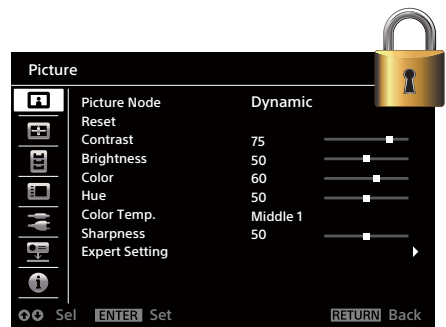 Picture
Picture Node Dynamic
Reset
Contrast 75
Brightness 50
Color 60
Hue 50
Color Temp. Middle 1
Sharpness 50
Expert Setting
Sel ENTER Set RETURN Back